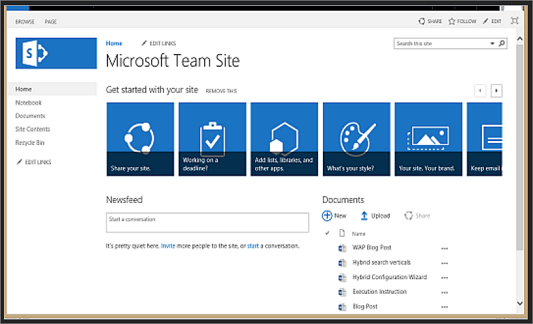 BROWSE PAGE
SHARE FOLLOW EDIT
S
Home EDIT LINKS
Search this site
Microsoft Team Site
Home
Notebook
Documents
Site Contents
Recycle Bin
EDIT LINKS
Get started with your site REMOVE THIS
Share your site.
Working on a
deadline?
Add lists, libraries, and
other apps.
What's your style?
Your site. Your brand.
Keep email i
Newsfeed
Start a conversation
It's pretty quiet here. Invite more people to the site, or start a conversation.
Documents
New Upload Share
Name
WAP Blog Post ...
Hybrid search verticals ...
Hybrid Configuration Wizard ...
Execution Instruction ...
Blog Post ...